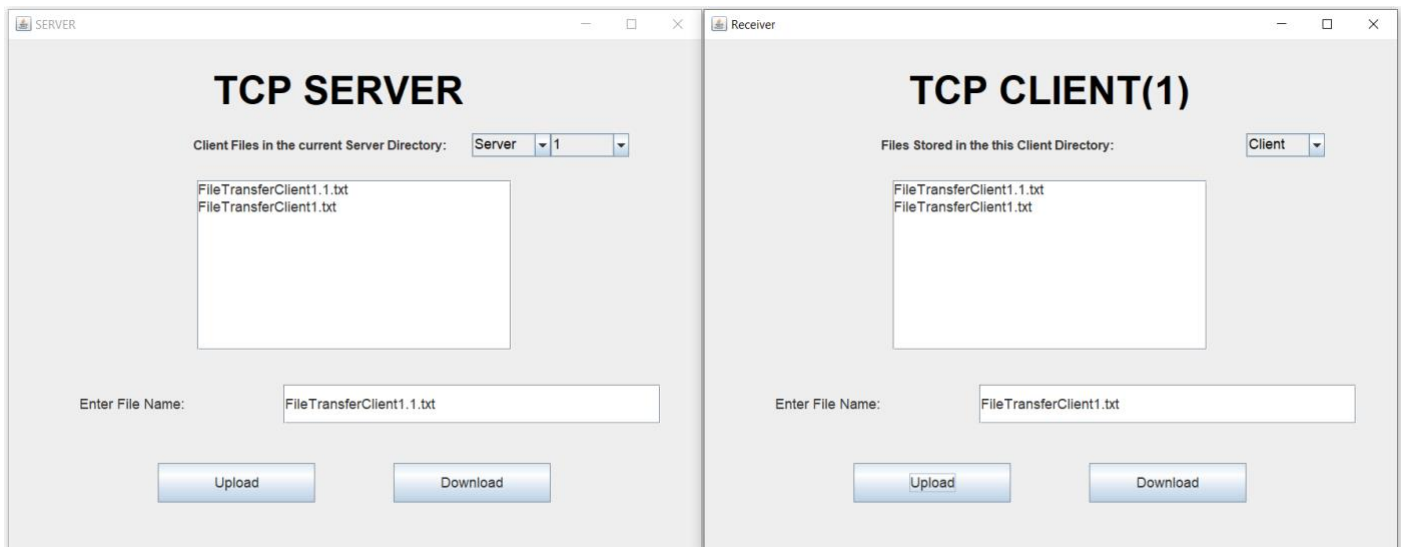 SERVER
TCP SERVER
Client Files in the current Server Directory: Server 1
FileTransferClient1.1.txt
FileTransferClient1.txt
Enter File Name: FileTransferClient1.1.txt
Upload Download
Receiver
TCP CLIENT(1)
Files Stored in the this Client Directory: Client
FileTransferClient1.1.txt
FileTransferClient1.txt
Enter File Name: FileTransferClient1.txt
Upload Download